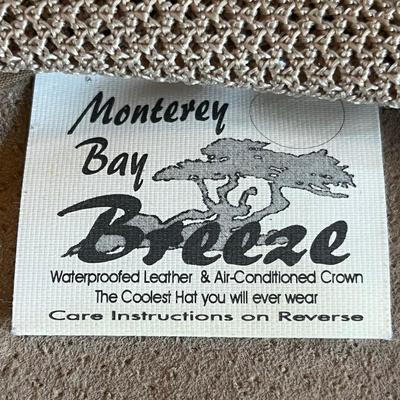 Monterey
Bay
Breeze
Waterproofed Leather & Air-Conditioned Crown
The Coolest Hat you will ever wear
Care Instructions on Reverse